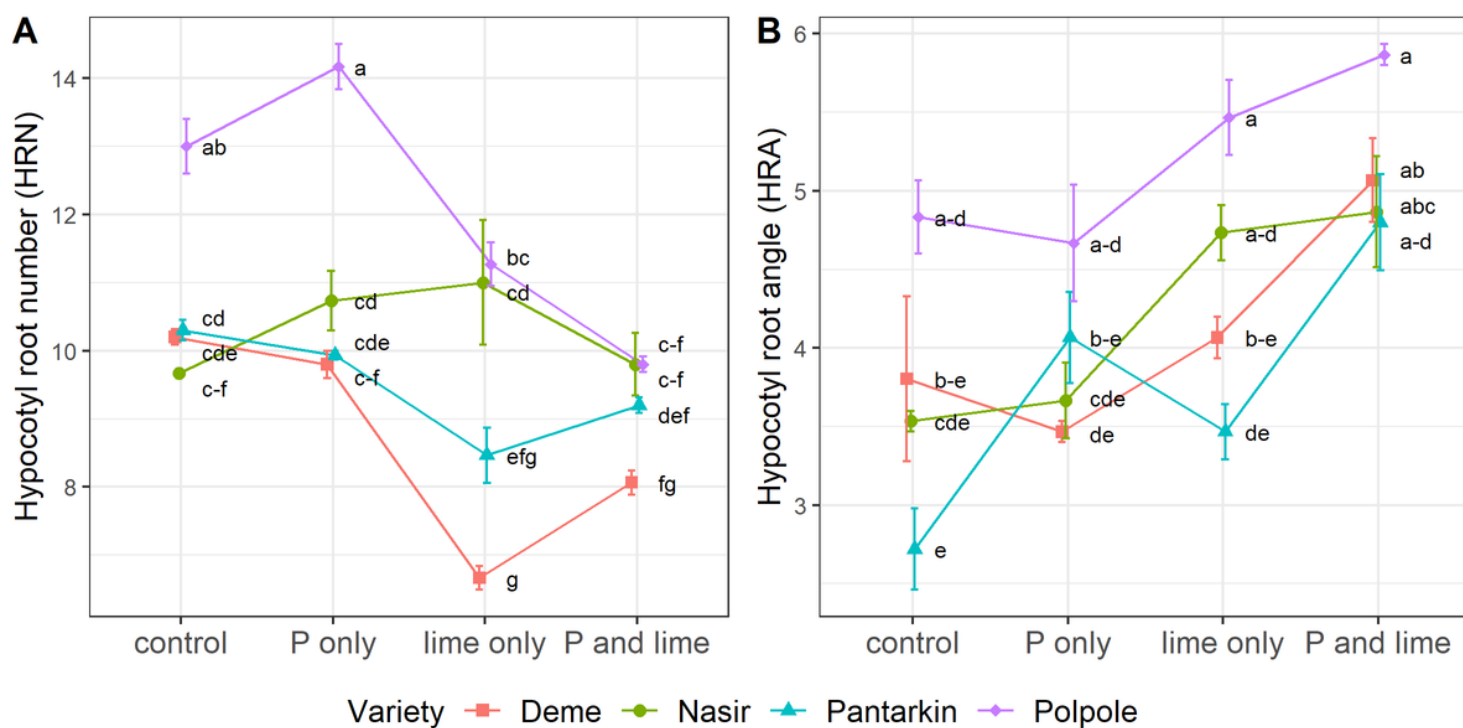 A
B
Hypocotyl root number (HRN)
14
12
10
8
a
ab
bc
cd
cd
cd
cde
cde
c-f
c-f
c-f
c-f
def
efg
fg
g
control P only lime only P and lime
Hypocotyl root angle (HRA)
6
5
4
3
a
a
ab
abc
a-d
a-d
a-d
a-d
b-e
b-e
b-e
cde
cde
de
de
e
control P only lime only P and lime
Variety Deme Nasir Pantarkin Polpole